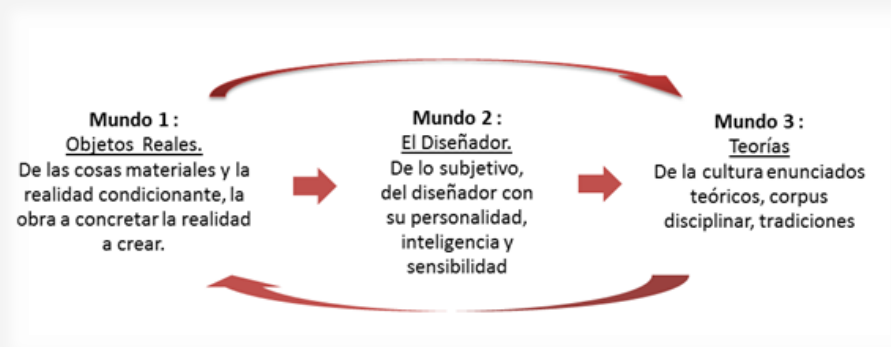 Mundo 1 :
Objetos Reales.
De las cosas materiales y la
realidad condicionante, la
obra a concretar la realidad
a crear.
Mundo 2 :
El Diseñador.
De lo subjetivo,
del diseñador con
su personalidad,
inteligencia y
sensibilidad
Mundo 3 :
Teorías
De la cultura enunciados
teóricos, corpus
disciplinar, tradiciones